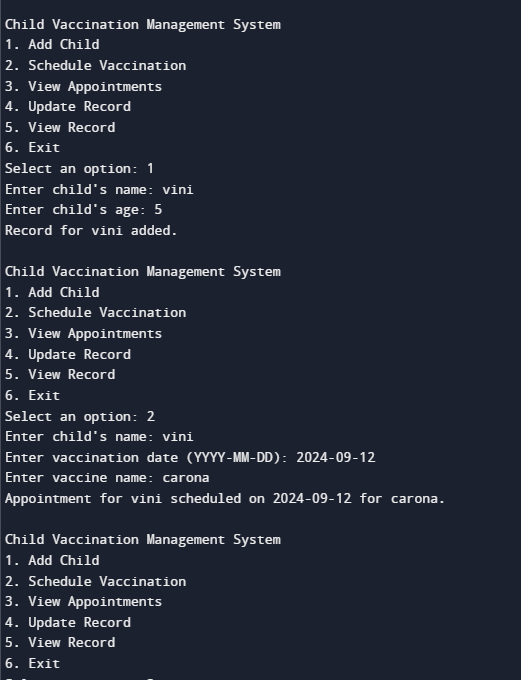 Child Vaccination Management System
1. Add Child
2. Schedule Vaccination
3. View Appointments
4. Update Record
5. View Record
6. Exit
Select an option: 1
Enter child's name: vini
Enter child's age: 5
Record for vini added.
Child Vaccination Management System
1. Add Child
2. Schedule Vaccination
3. View Appointments
4. Update Record
5. View Record
6. Exit
Select an option: 2
Enter child's name: vini
Enter vaccination date (YYYY-MM-DD): 2024-09-12
Enter vaccine name: carona
Appointment for vini scheduled on 2024-09-12 for carona.
Child Vaccination Management System
1. Add Child
2. Schedule Vaccination
3. View Appointments
4. Update Record
5. View Record
6. Exit